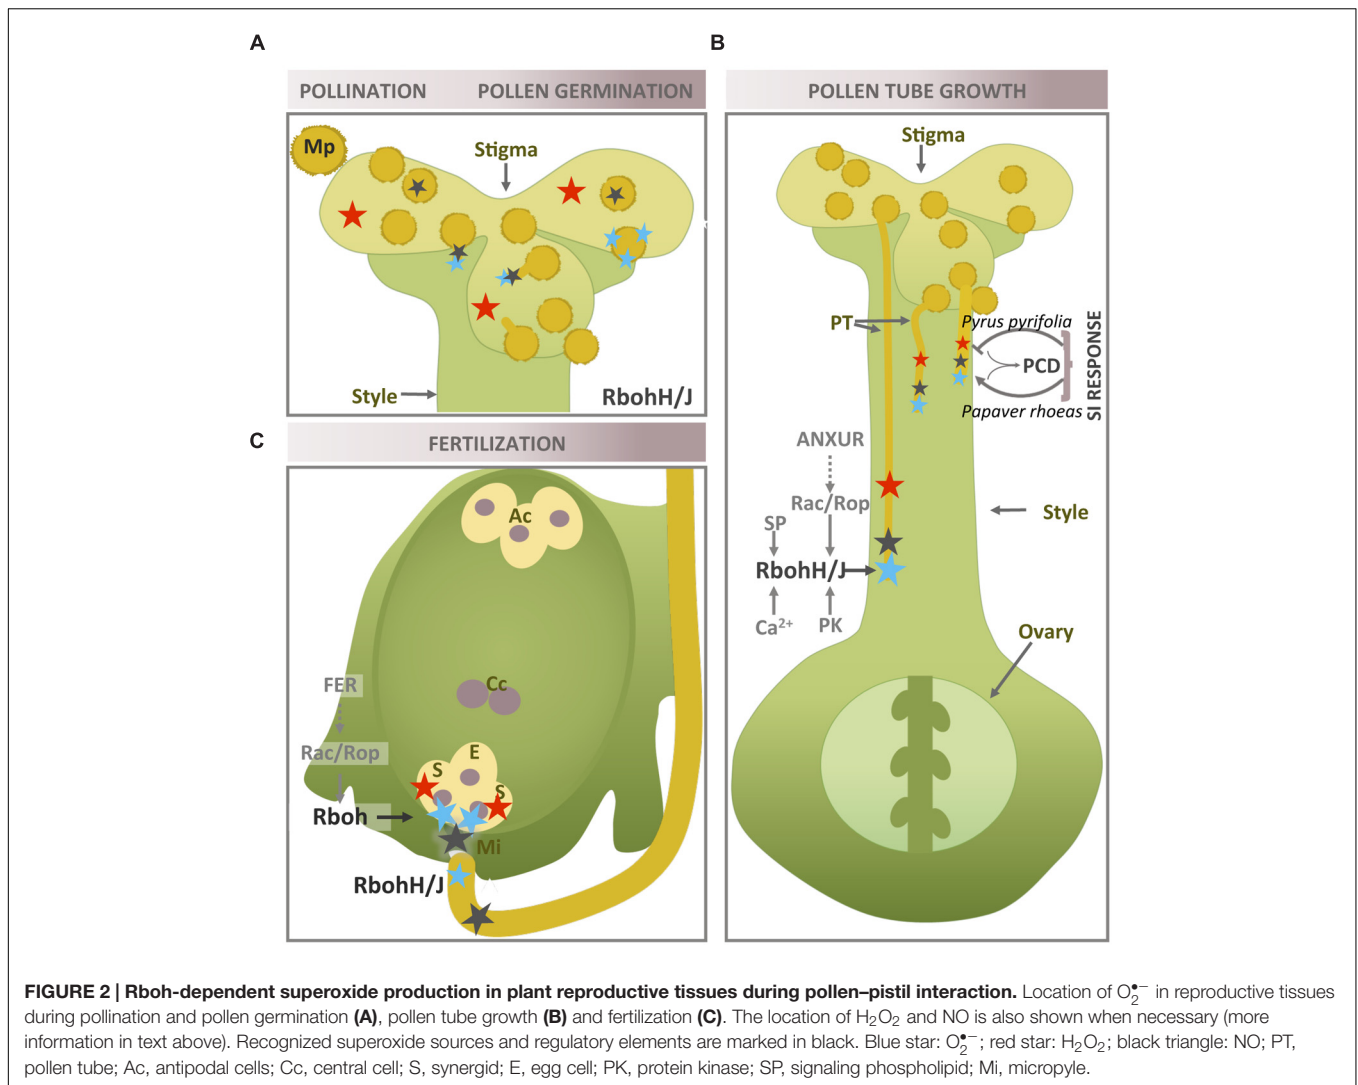 A
POLLINATION
POLLEN GERMINATION
Mp
Stigma
Style
RbohH/J
B
POLLEN TUBE GROWTH
Stigma
PT
Pyrus pyrifolia
PCD
Papaver rhoeas
SI RESPONSE
ANXUR
Rac/Rop
SP
RbohH/J
Ca²⁺
PK
Style
Ovary
C
FERTILIZATION
Ac
Cc
FER
Rac/Rop
Rboh
E
S
S
Mi
RbohH/J
FIGURE 2 | Rboh-dependent superoxide production in plant reproductive tissues during pollen–pistil interaction. Location of O₂•⁻ in reproductive tissues
during pollination and pollen germination (A), pollen tube growth (B) and fertilization (C). The location of H₂O₂ and NO is also shown when necessary (more
information in text above). Recognized superoxide sources and regulatory elements are marked in black. Blue star: O₂•⁻; red star: H₂O₂; black triangle: NO; PT,
pollen tube; Ac, antipodal cells; Cc, central cell; S, synergid; E, egg cell; PK, protein kinase; SP, signaling phospholipid; Mi, micropyle.